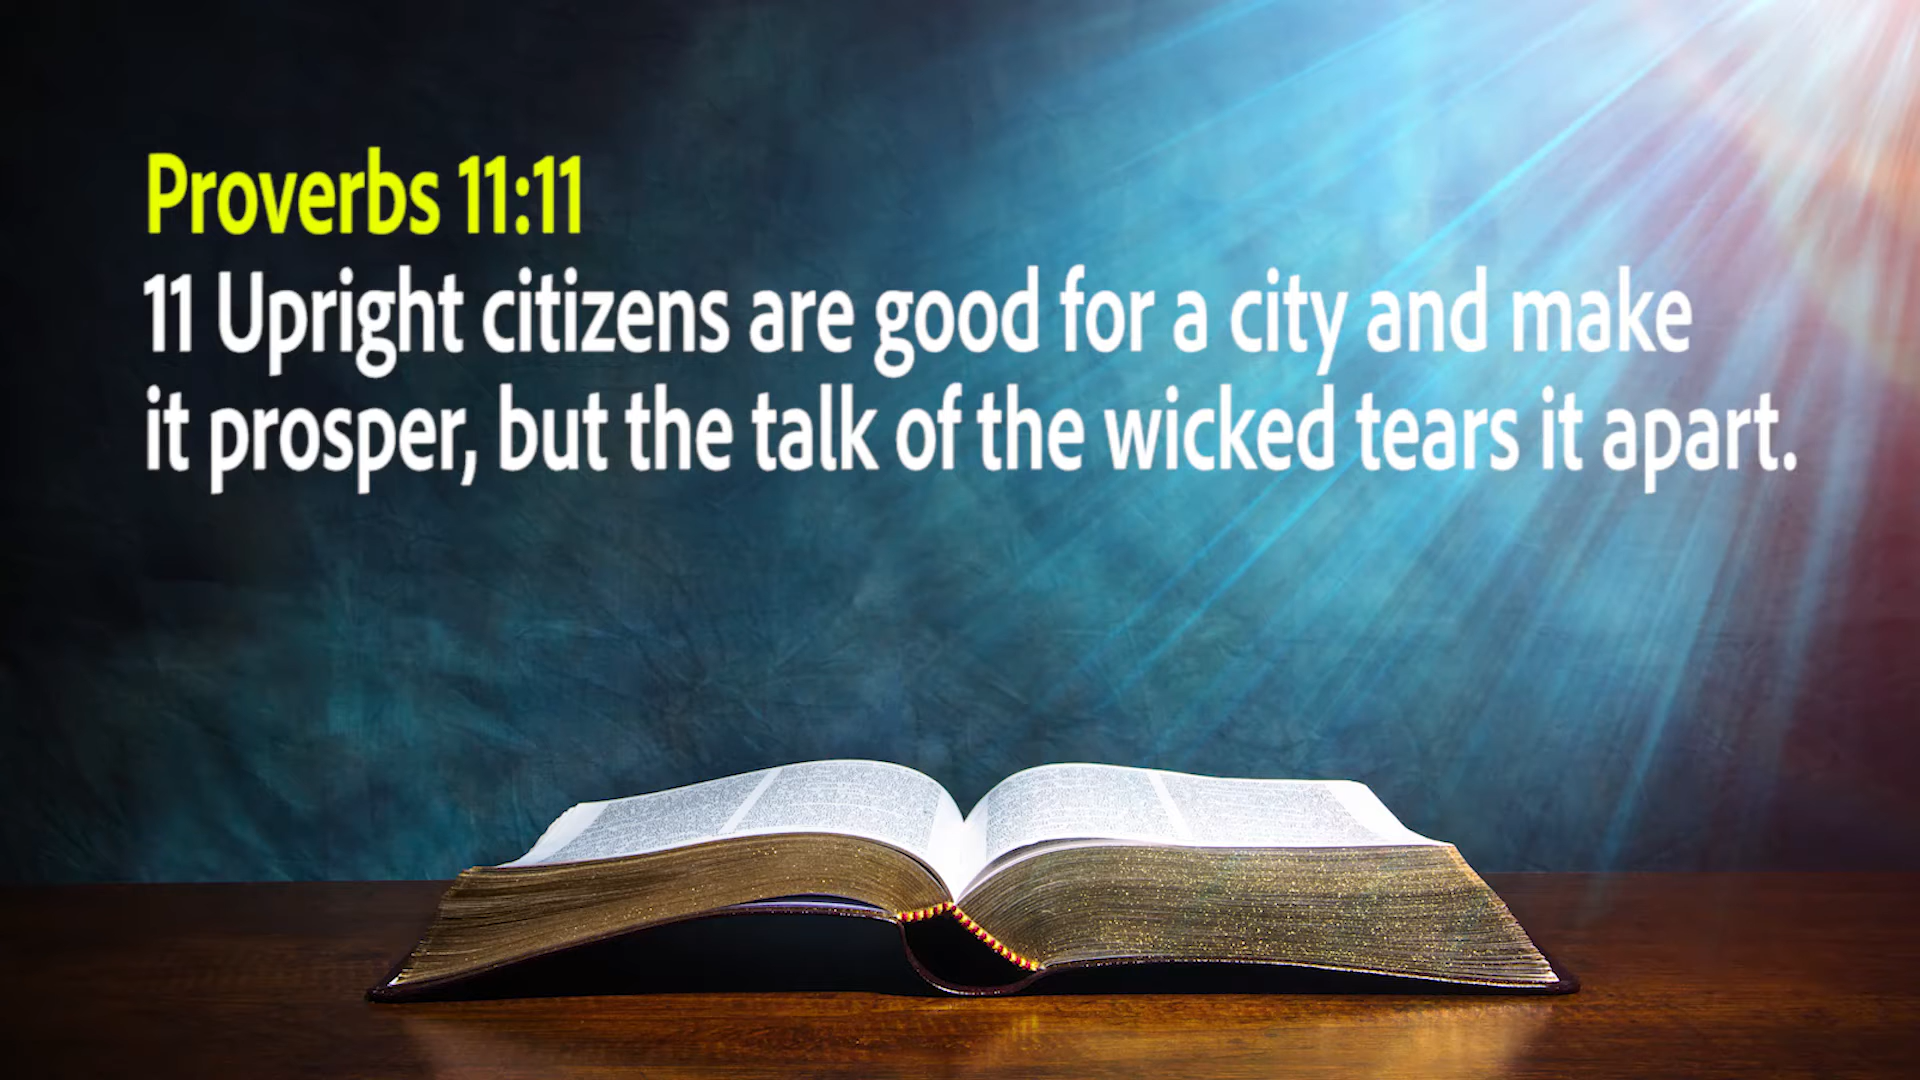 Proverbs 11:11
11 Upright citizens are good for a city and make
it prosper, but the talk of the wicked tears it apart.